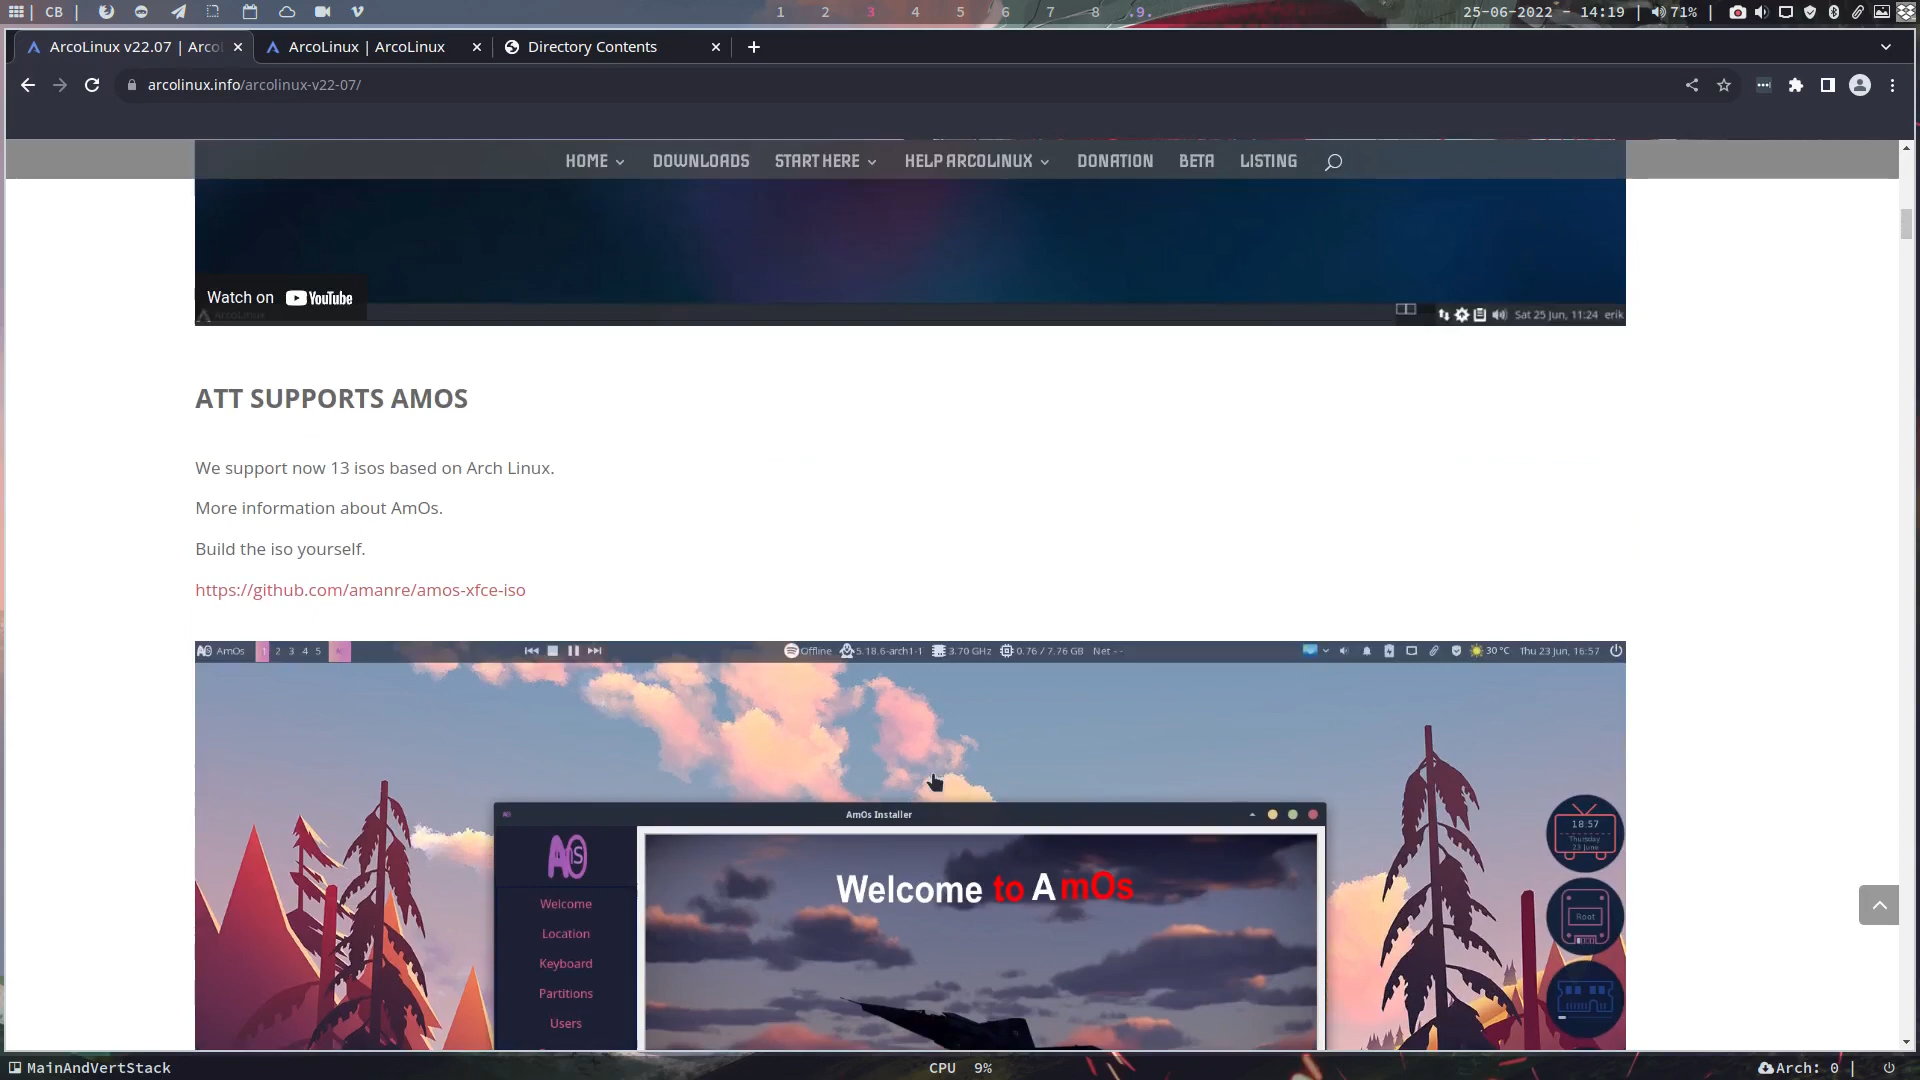 CB
1 2 3 4 5 6 7 8 .9.
25-06-2022 - 14:19
71%
ArcoLinux v22.07 | Arco
ArcoLinux | ArcoLinux
Directory Contents
arcolinux.info/arcolinux-v22-07/
HOME
DOWNLOADS
START HERE
HELP ARCOLINUX
DONATION
BETA
LISTING
Watch on YouTube
ArcoLinux
Sat 25 Jun, 11:24 erik
ATT SUPPORTS AMOS
We support now 13 isos based on Arch Linux.
More information about AmOs.
Build the iso yourself.
https://github.com/amanre/amos-xfce-iso
AmOs 1 2 3 4 5
Offline 5.18.6-arch1-1 3.70 GHz 0.76 / 7.76 GB Net --
30 °C Thu 23 Jun, 16:57
AmOs Installer
18:57
Thursday
23 June
Welcome to AmOs
Welcome
Root
Location
Keyboard
Partitions
Users
MainAndVertStack
CPU 9%
Arch: 0